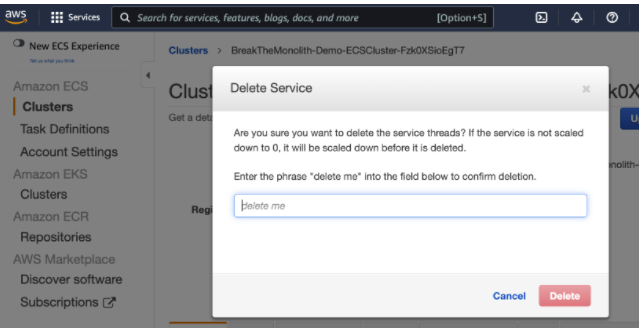 aws Services Search for services, features, blogs, docs, and more [Option+S]
New ECS Experience
Tell us what you think
Clusters > BreakTheMonolith-Demo-ECSCluster-Fzk0XSioEgT7
Amazon ECS
Clusters
Task Definitions
Account Settings
Amazon EKS
Clusters
Amazon ECR
Repositories
AWS Marketplace
Discover software
Subscriptions
Clust
k0X
Get a deta
U
nolith-
Regi
Delete Service ×
Are you sure you want to delete the service threads? If the service is not scaled
down to 0, it will be scaled down before it is deleted.
Enter the phrase "delete me" into the field below to confirm deletion.
delete me
Cancel Delete